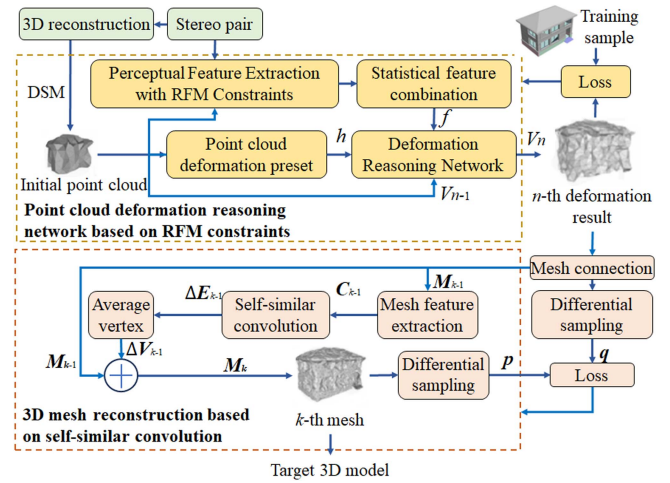 3D reconstruction
Stereo pair
Training
sample
DSM
Perceptual Feature Extraction
with RFM Constraints
Statistical feature
combination
Loss
f
Initial point cloud
Point cloud
deformation preset
h
Deformation
Reasoning Network
Vn
Vn-1
n-th deformation
result
Point cloud deformation reasoning
network based on RFM constraints
Mesh connection
Mk-1
Average
vertex
ΔEk-1
Self-similar
convolution
Ck-1
Mesh feature
extraction
Differential
sampling
ΔVk-1
Mk-1
Mk
Differential
sampling
p
q
Loss
3D mesh reconstruction based
on self-similar convolution
k-th mesh
Target 3D model